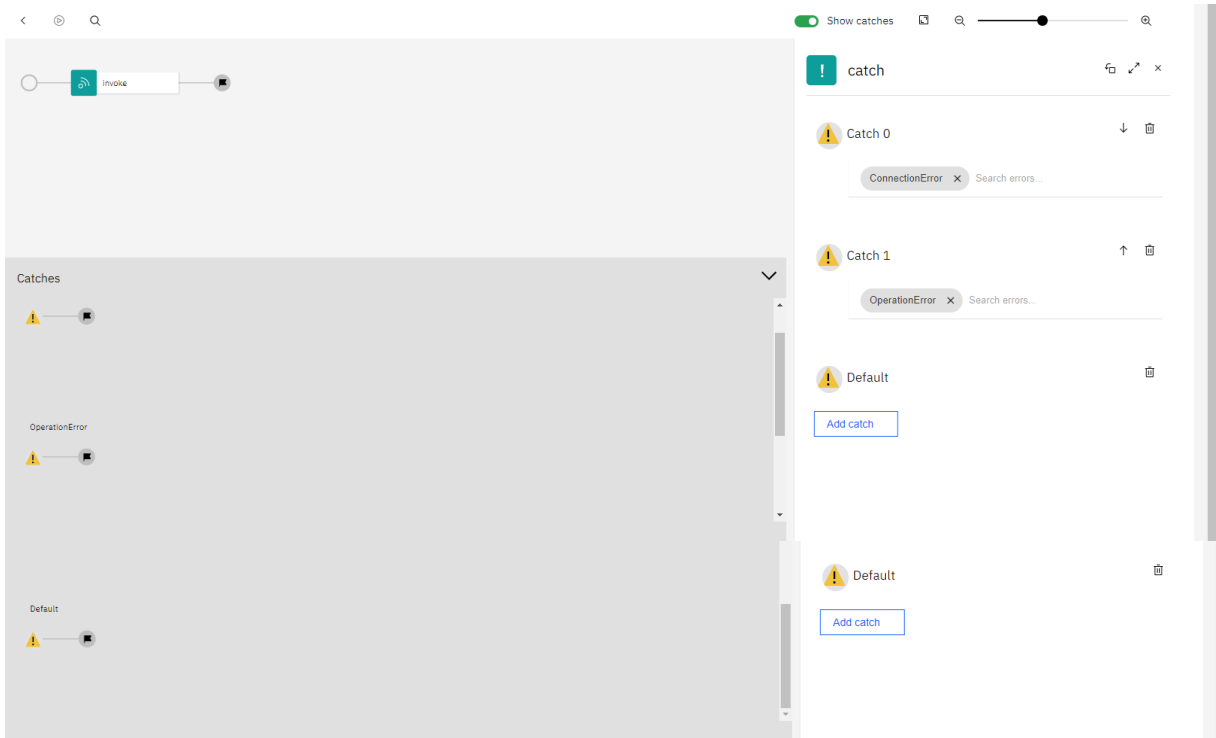 Show catches
invoke
catch
Catch 0
ConnectionError
Search errors...
Catch 1
OperationError
Search errors...
Default
Add catch
Catches
OperationError
Default
Default
Add catch